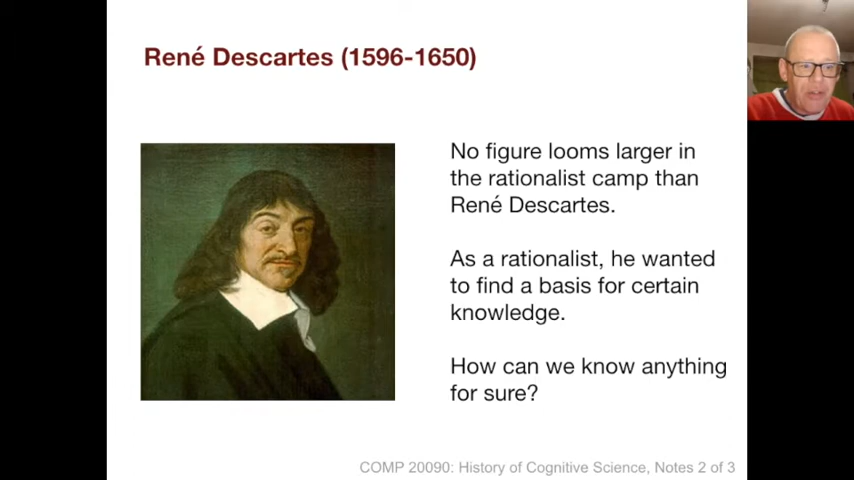 René Descartes (1596-1650)
No figure looms larger in
the rationalist camp than
René Descartes.
As a rationalist, he wanted
to find a basis for certain
knowledge.
How can we know anything
for sure?
COMP 20090: History of Cognitive Science, Notes 2 of 3